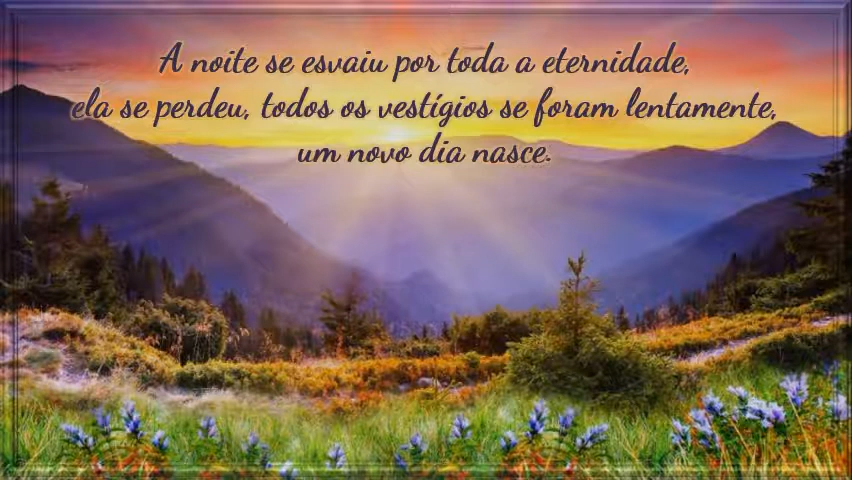 A noite se esvaiu por toda a eternidade,
ela se perdeu, todos os vestígios se foram lentamente,
um novo dia nasce.